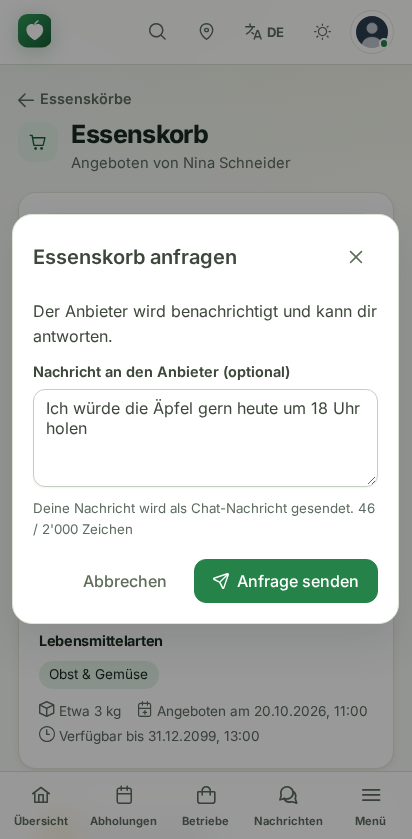 DE
Essenskörbe
Essenskorb
Angeboten von Nina Schneider
Essenskorb anfragen
Der Anbieter wird benachrichtigt und kann dir
antworten.
Nachricht an den Anbieter (optional)
Ich würde die Äpfel gern heute um 18 Uhr
holen
Deine Nachricht wird als Chat-Nachricht gesendet. 46
/ 2'000 Zeichen
Abbrechen
Anfrage senden
Lebensmittelarten
Obst & Gemüse
Etwa 3 kg
Angeboten am 20.10.2026, 11:00
Verfügbar bis 31.12.2099, 13:00
Übersicht
Abholungen
Betriebe
Nachrichten
Menü